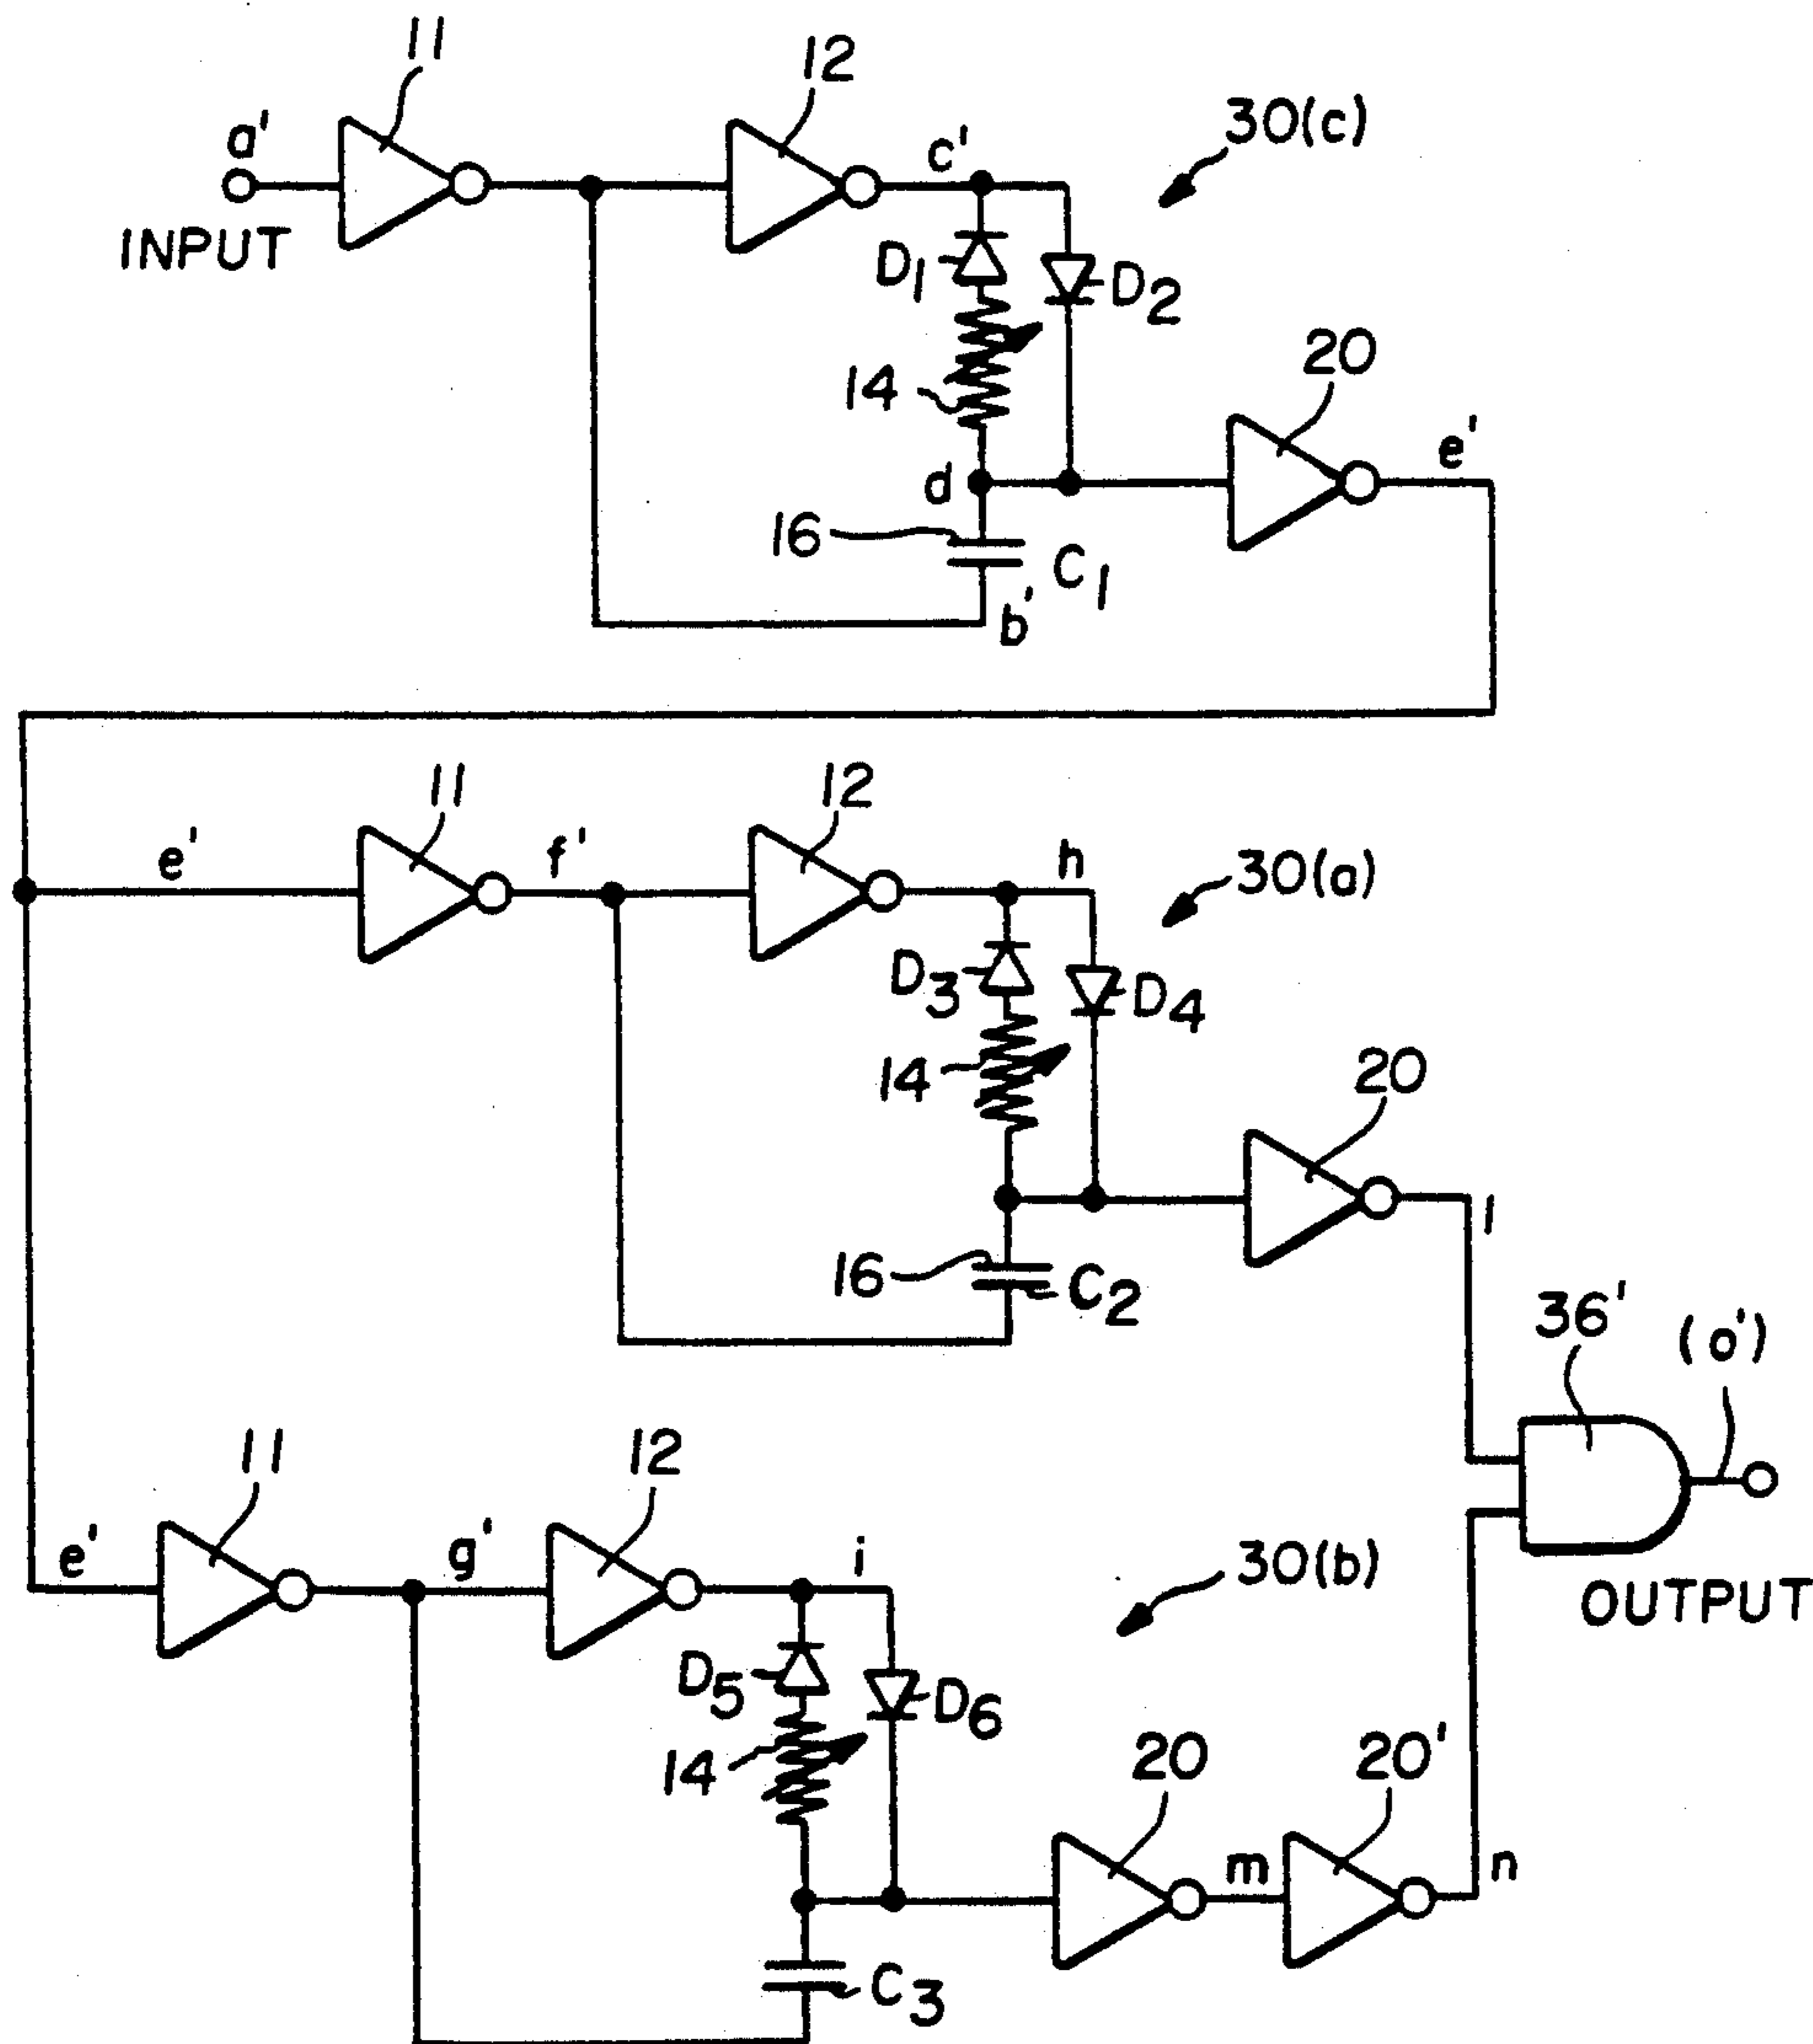 11
12
30(c)
a'
c'
INPUT
D1
D2
14
20
d
e'
16
C1
b'
11
12
e'
f'
h
30(a)
D3
D4
14
20
16
C2
l
36'
(o')
11
12
e'
g'
i
30(b)
OUTPUT
D5
D6
14
20
20'
m
n
C3